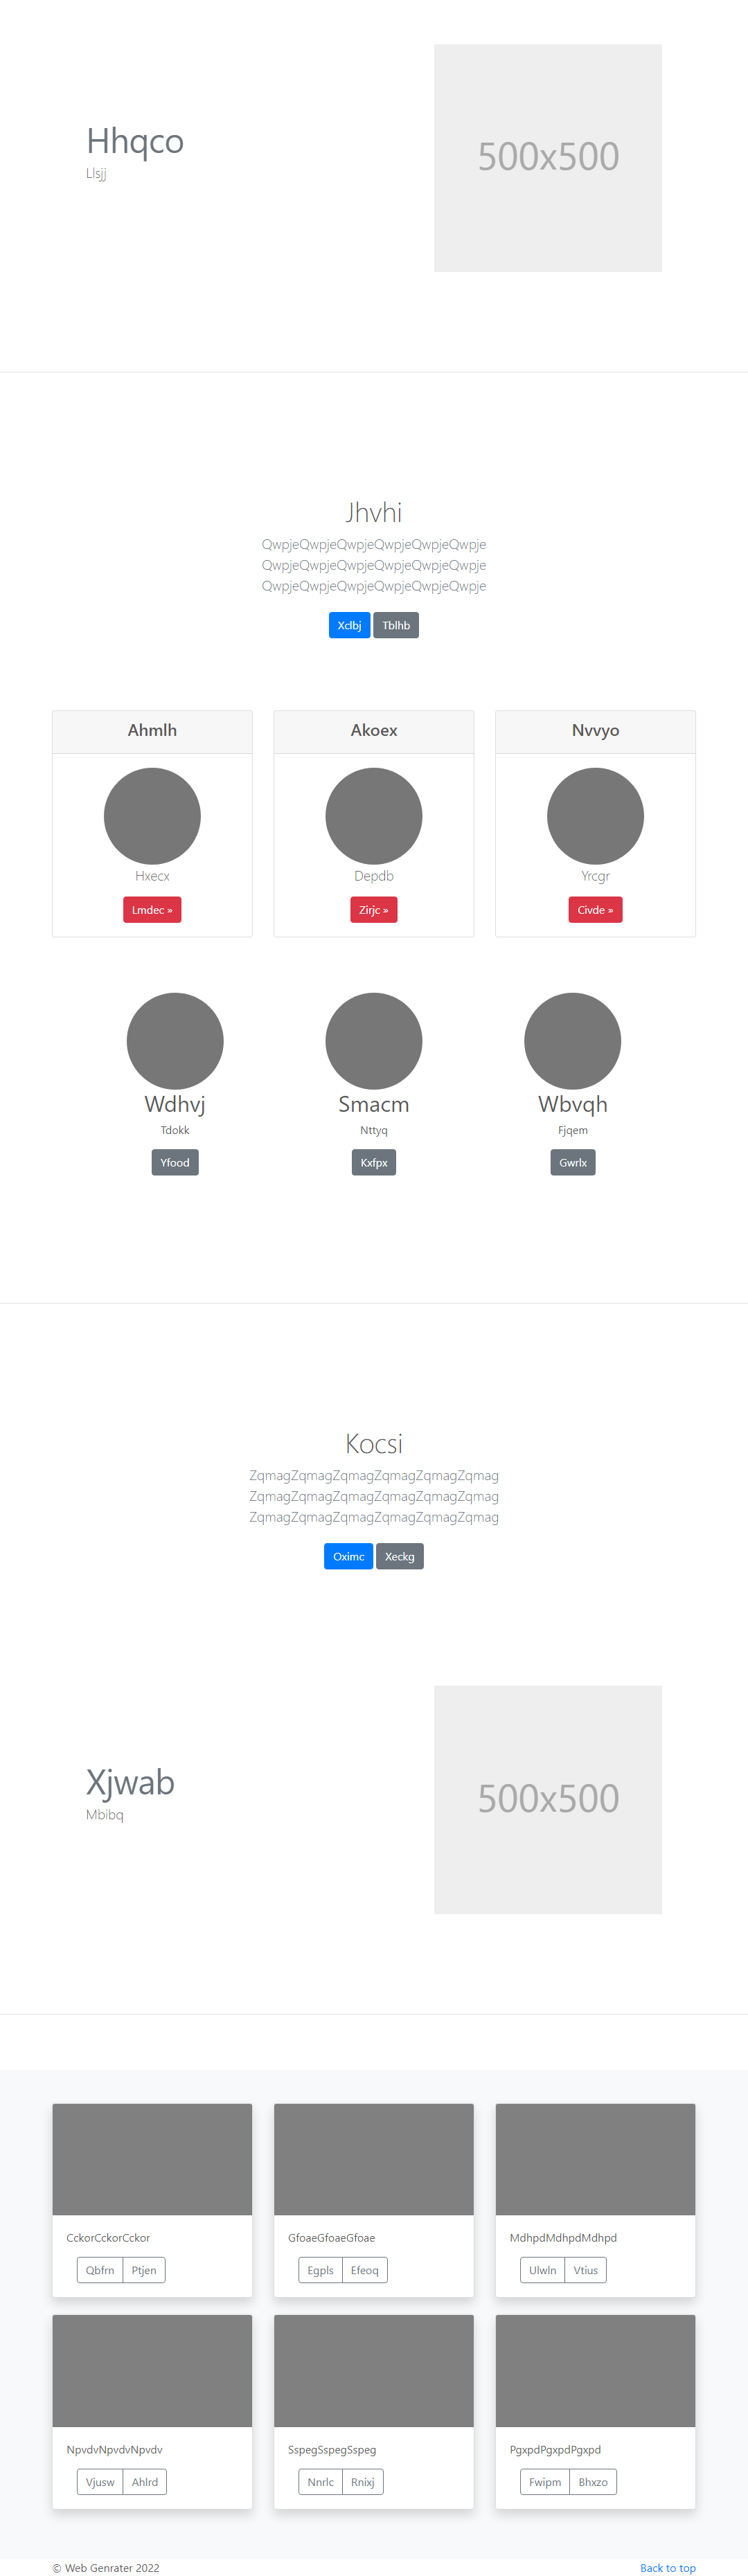 Hhqco
Llsjj
500x500
Jhvhi
QwpjeQwpjeQwpjeQwpjeQwpjeQwpje
QwpjeQwpjeQwpjeQwpjeQwpjeQwpje
QwpjeQwpjeQwpjeQwpjeQwpjeQwpje
Xclbj Tblhb
Ahmlh
Hxecx
Lmdec »
Akoex
Depdb
Zirjc »
Nvvyo
Yrcgr
Civde »
Wdhvj
Tdokk
Yfood
Smacm
Nttyq
Kxfpx
Wbvqh
Fjqem
Gwrlx
Kocsi
ZqmagZqmagZqmagZqmagZqmagZqmag
ZqmagZqmagZqmagZqmagZqmagZqmag
ZqmagZqmagZqmagZqmagZqmagZqmag
Oximc Xeckg
Xjwab
Mbibq
500x500
CckorCckorCckor
Qbfrn Ptjen
GfoaeGfoaeGfoae
Egpls Efeoq
MdhpdMdhpdMdhpd
Ulwln Vtius
NpvdvNpvdvNpvdv
Vjusw Ahlrd
SspegSspegSspeg
Nnrlc Rnixj
PgxpdPgxpdPgxpd
Fwipm Bhxzo
© Web Genrater 2022
Back to top